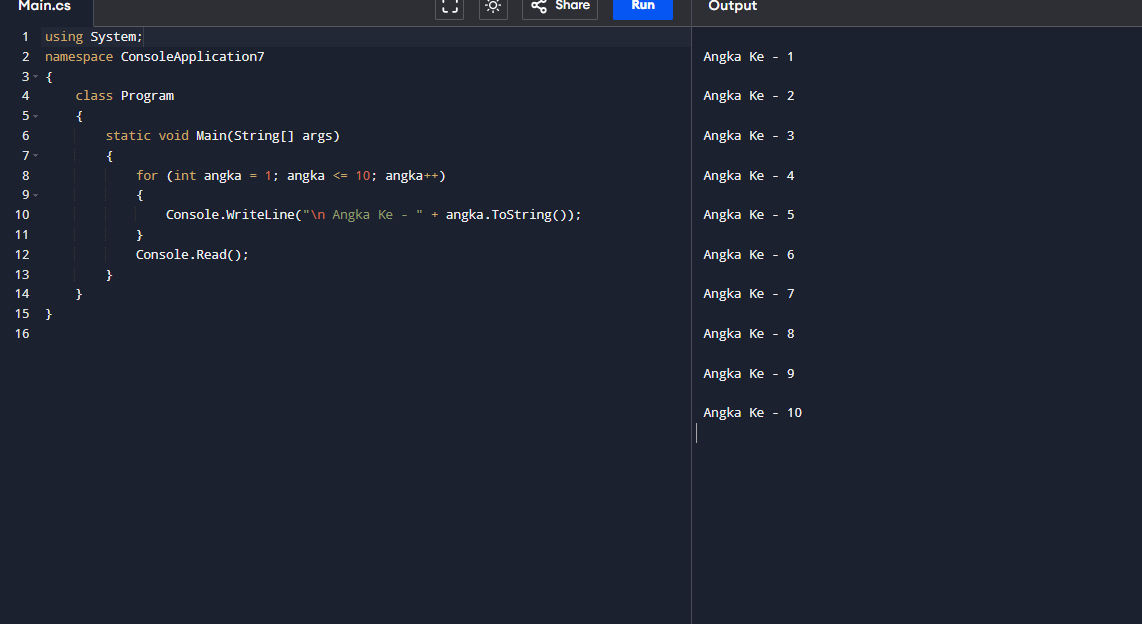 Main.cs
Share
Run
Output
1 using System;
2 namespace ConsoleApplication7
3 {
4 class Program
5 {
6 static void Main(String[] args)
7 {
8 for (int angka = 1; angka <= 10; angka++)
9 {
10 Console.WriteLine("\n Angka Ke - " + angka.ToString());
11 }
12 Console.Read();
13 }
14 }
15 }
16
Angka Ke - 1
Angka Ke - 2
Angka Ke - 3
Angka Ke - 4
Angka Ke - 5
Angka Ke - 6
Angka Ke - 7
Angka Ke - 8
Angka Ke - 9
Angka Ke - 10